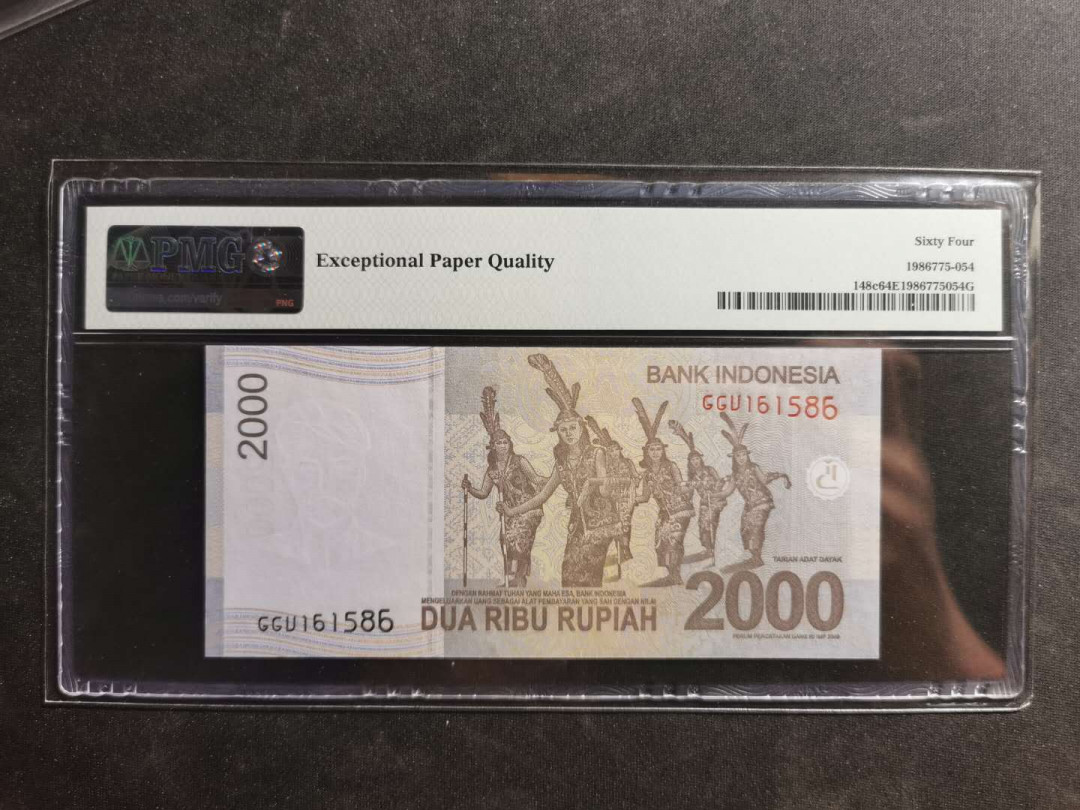 PMG
Exceptional Paper Quality
Sixty Four
1986775-054
148c64E1986775054G
PNG
2000
BANK INDONESIA
GGU161586
TARIAN ADAT DAYAK
DENGAN RAHMAT TUHAN YANG MAHA ESA, BANK INDONESIA
MENGELUARKAN UANG SEBAGAI ALAT PEMBAYARAN YANG SAH DENGAN NILAI
DUA RIBU RUPIAH
2000
GGU161586